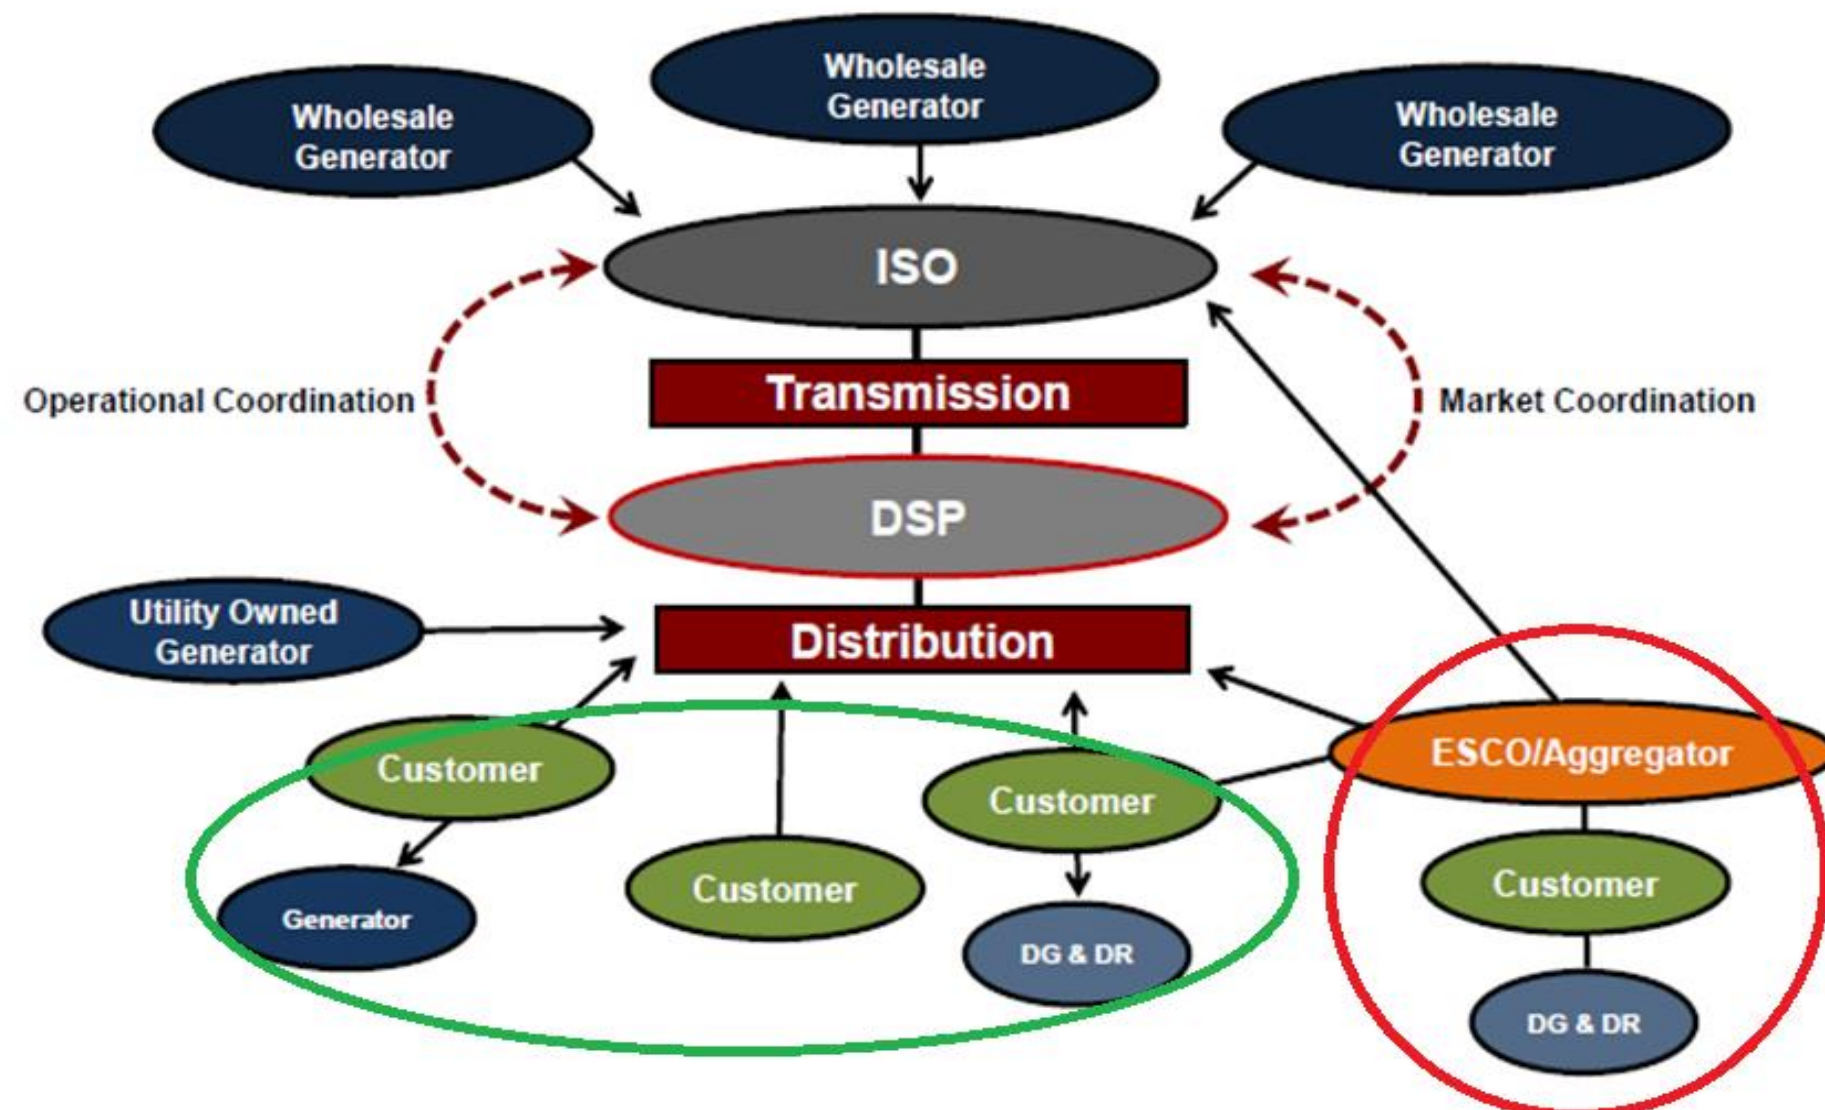 Wholesale
Generator
Wholesale
Generator
Wholesale
Generator
ISO
Operational Coordination
Transmission
Market Coordination
DSP
Utility Owned
Generator
Distribution
Customer
Customer
ESCO/Aggregator
Generator
Customer
Customer
DG & DR
DG & DR